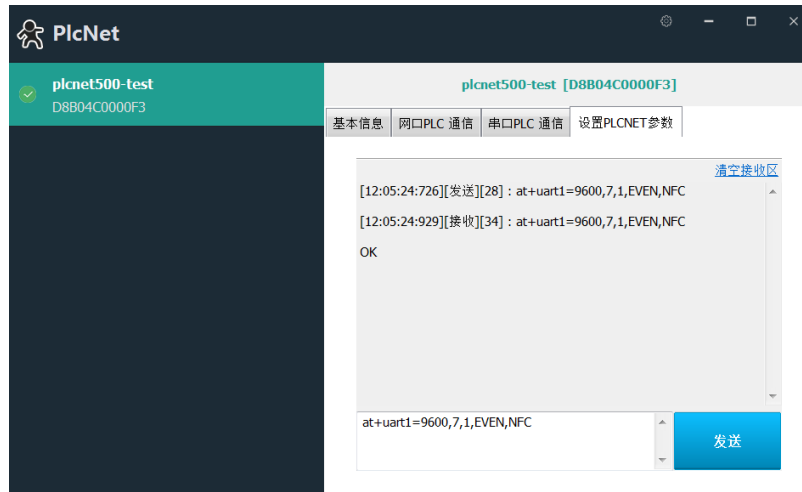 PlcNet
plcnet500-test
D8B04C0000F3
plcnet500-test [D8B04C0000F3]
基本信息 网口PLC 通信 串口PLC 通信 设置PLCNET参数
清空接收区
[12:05:24:726][发送][28]：at+uart1=9600,7,1,EVEN,NFC
[12:05:24:929][接收][34]：at+uart1=9600,7,1,EVEN,NFC
OK
at+uart1=9600,7,1,EVEN,NFC
发送